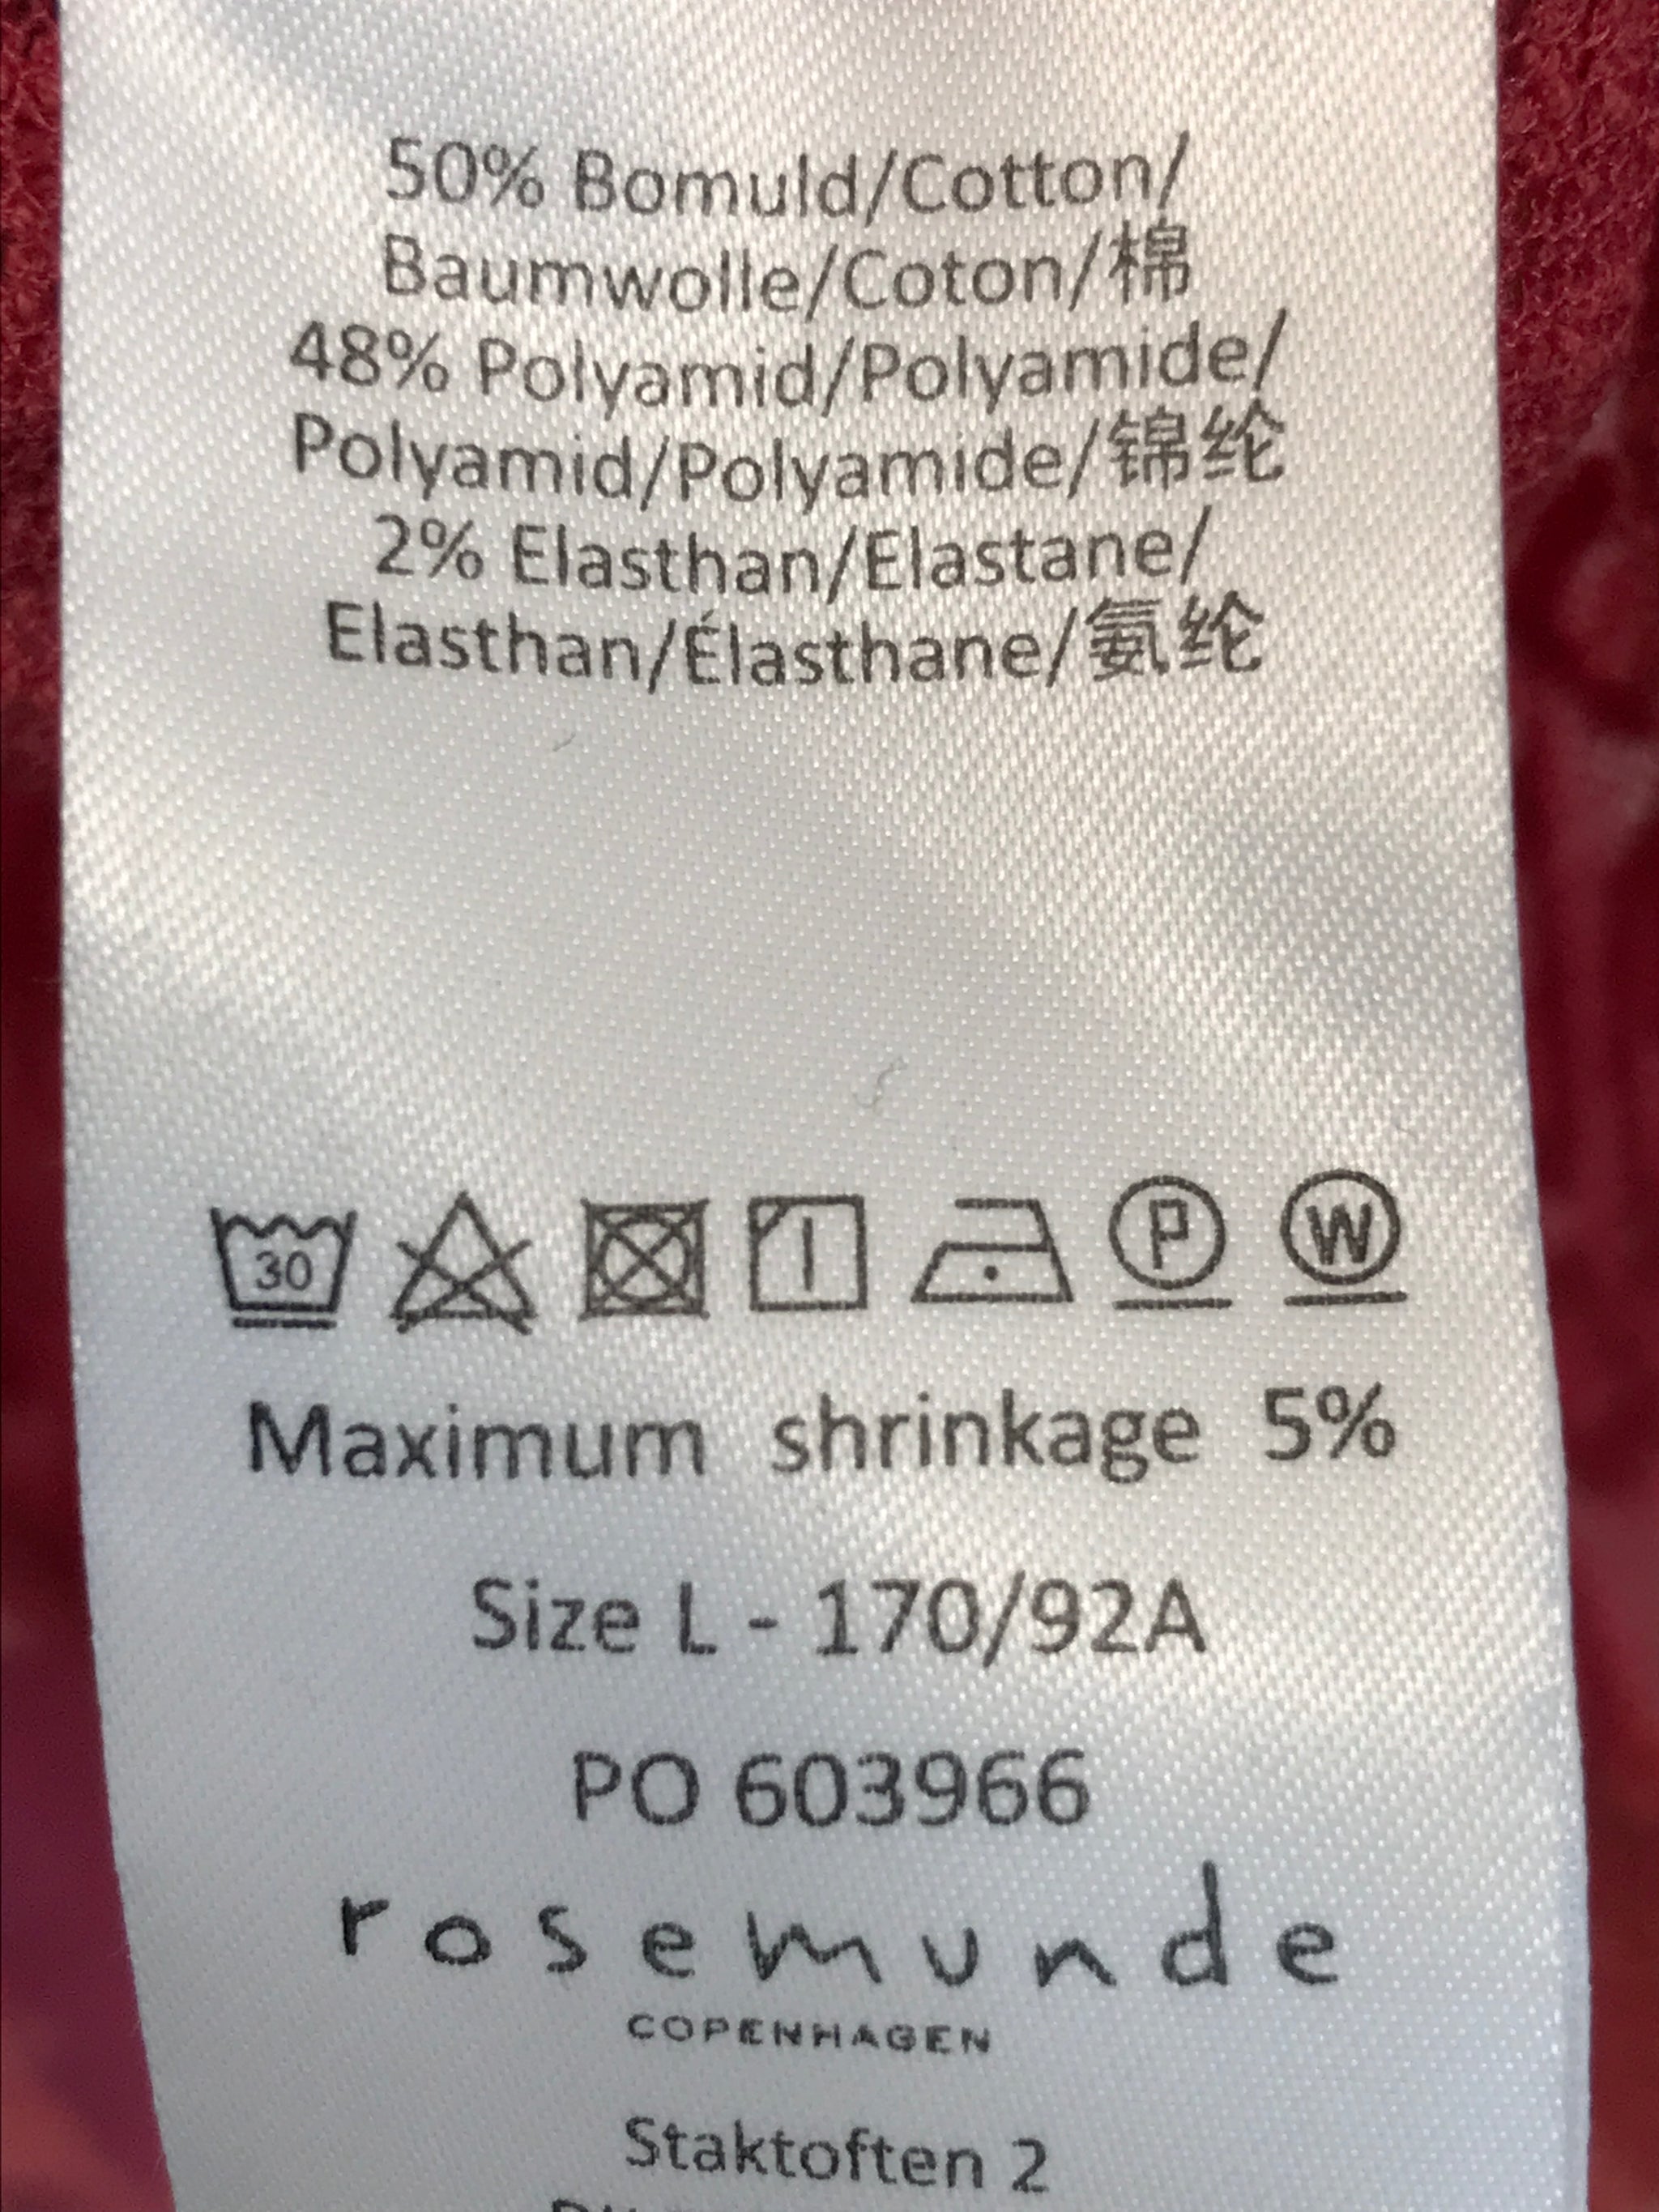 50% Bomuld/Cotton/
Baumwolle/Coton/棉
48% Polyamid/Polyamide/
Polyamid/Polyamide/锦纶
2% Elasthan/Elastane/
Elasthan/Élasthane/氨纶
30 P W
Maximum shrinkage 5%
Size L - 170/92A
PO 603966
rosemunde
COPENHAGEN
Staktoften 2